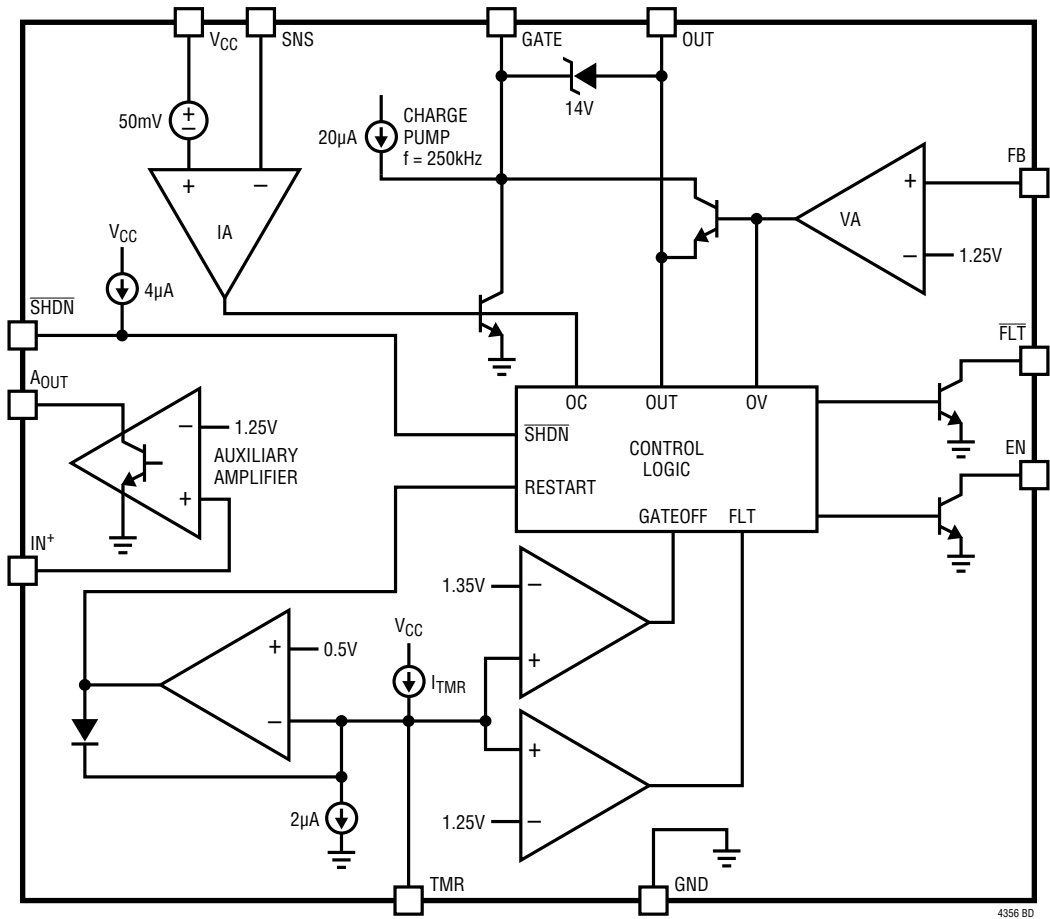 VCC
SNS
GATE
OUT
50mV
+
–
+
–
IA
20µA
CHARGE
PUMP
f = 250kHz
14V
FB
+
–
VA
1.25V
VCC
4µA
SHDN
AOUT
–
1.25V
AUXILIARY
AMPLIFIER
+
IN+
FLT
EN
OC
OUT
OV
SHDN
CONTROL
LOGIC
RESTART
GATEOFF
FLT
1.35V
–
+
+
0.5V
–
VCC
ITMR
+
1.25V
–
2µA
TMR
GND
4356 BD